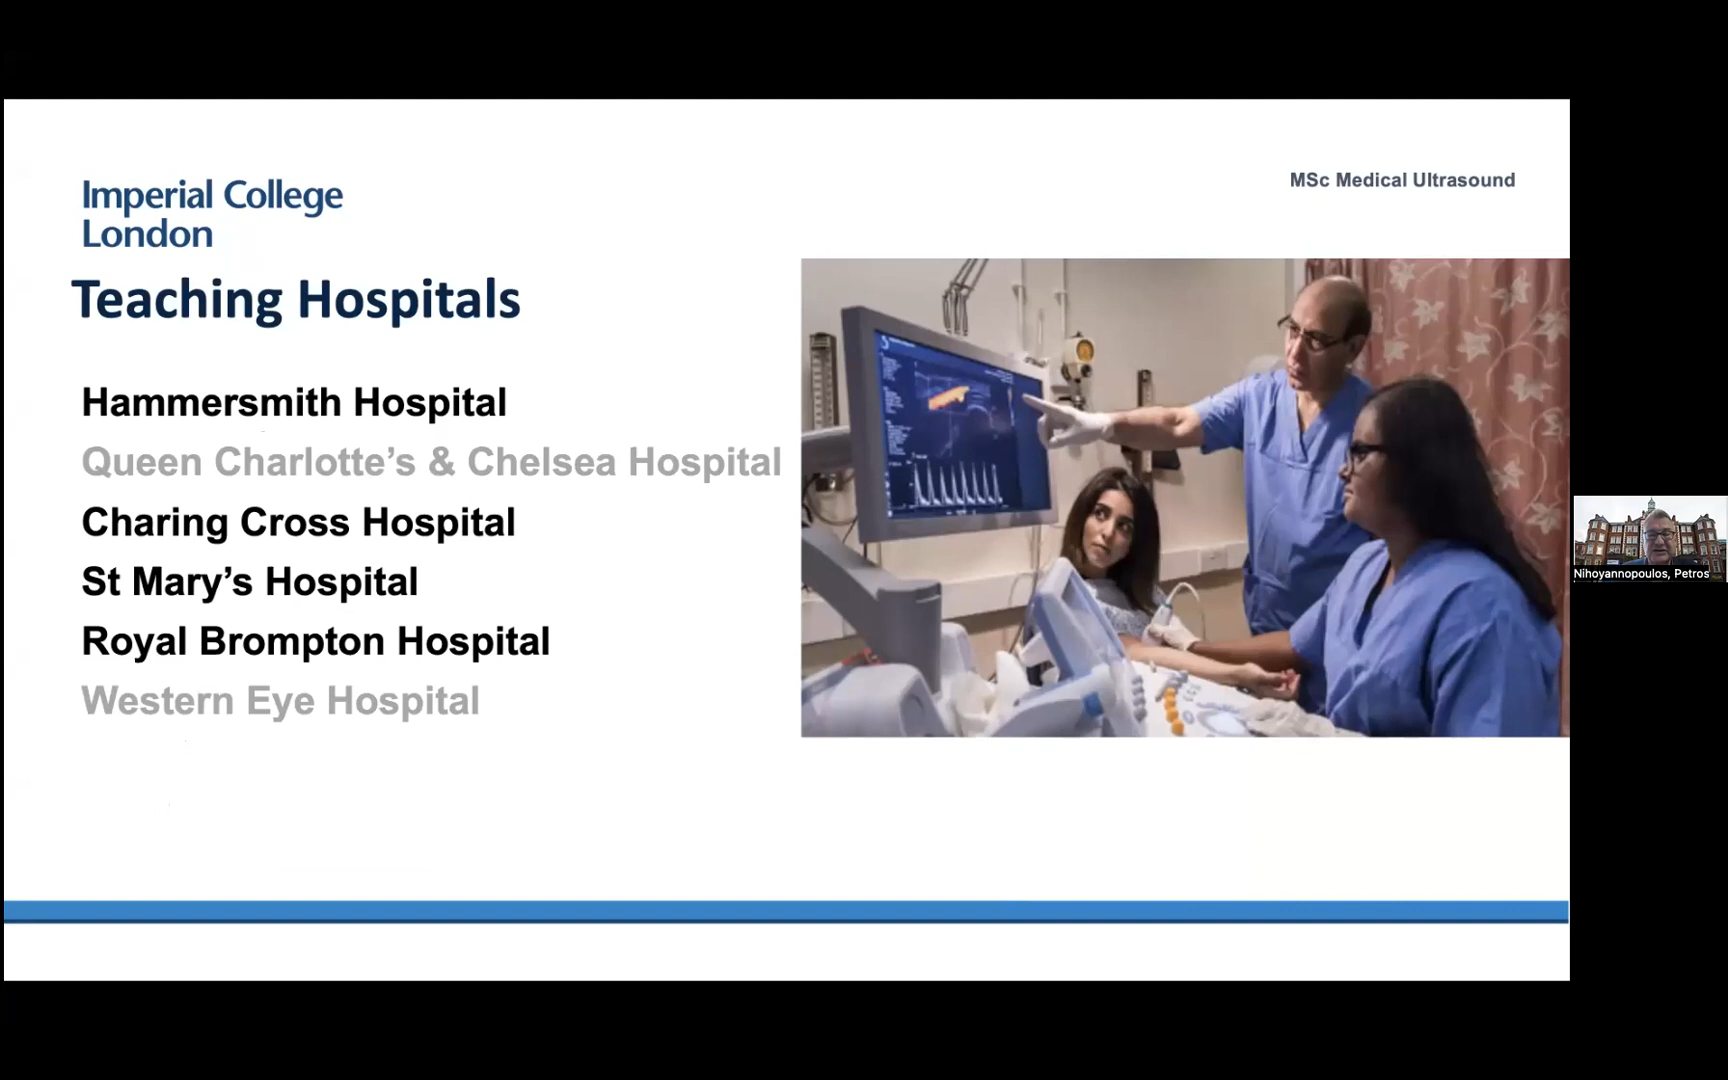 Imperial College
London
MSc Medical Ultrasound
Teaching Hospitals
Hammersmith Hospital
Queen Charlotte’s & Chelsea Hospital
Charing Cross Hospital
St Mary’s Hospital
Royal Brompton Hospital
Western Eye Hospital
Nihoyannopoulos, Petros